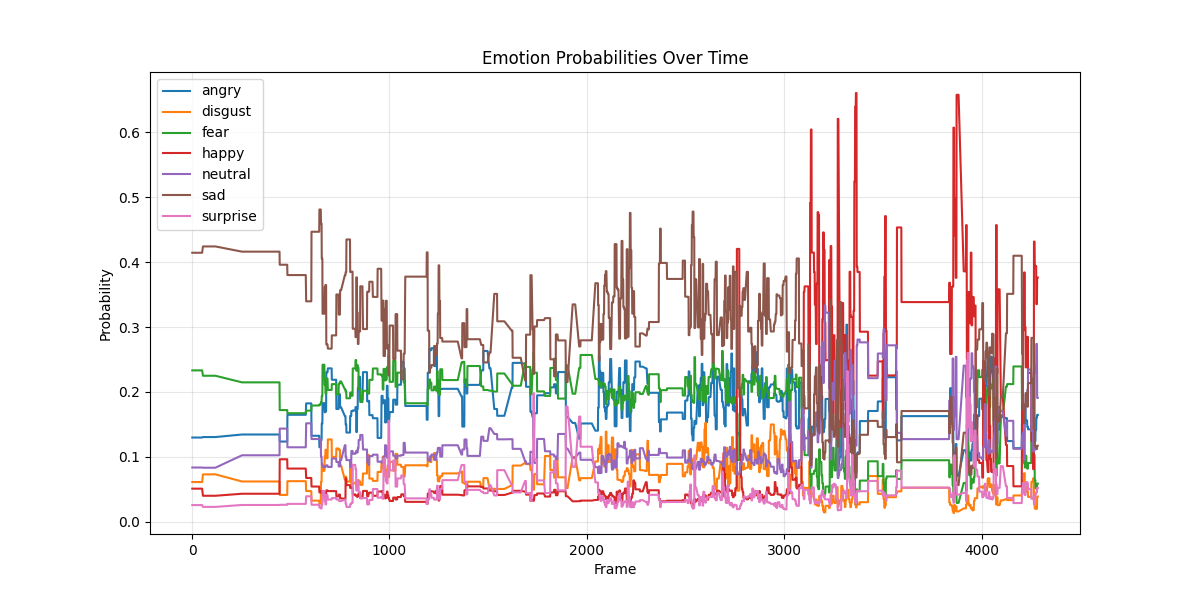 Emotion Probabilities Over Time
angry
disgust
fear
happy
neutral
sad
surprise
Probability
0.6
0.5
0.4
0.3
0.2
0.1
0.0
0 1000 2000 3000 4000
Frame